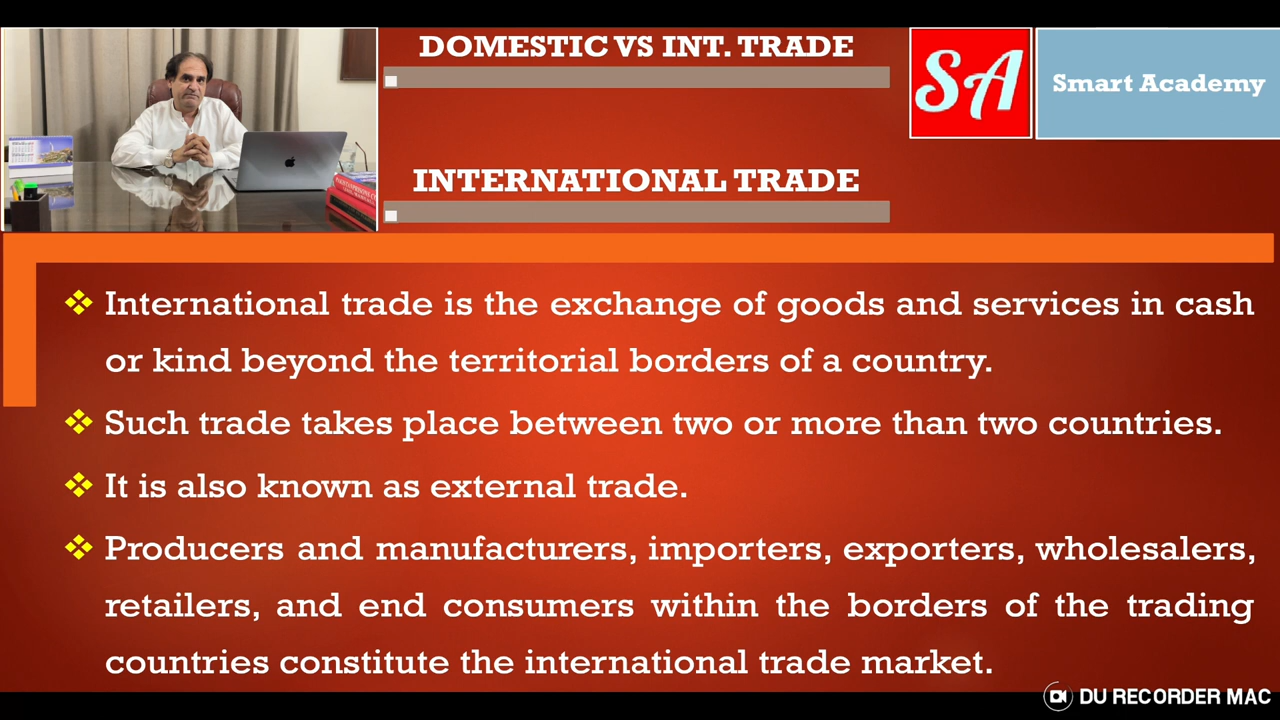 DOMESTIC VS INT. TRADE
SA
Smart Academy
INTERNATIONAL TRADE
International trade is the exchange of goods and services in cash
or kind beyond the territorial borders of a country.
Such trade takes place between two or more than two countries.
It is also known as external trade.
Producers and manufacturers, importers, exporters, wholesalers,
retailers, and end consumers within the borders of the trading
countries constitute the international trade market.
DU RECORDER MAC